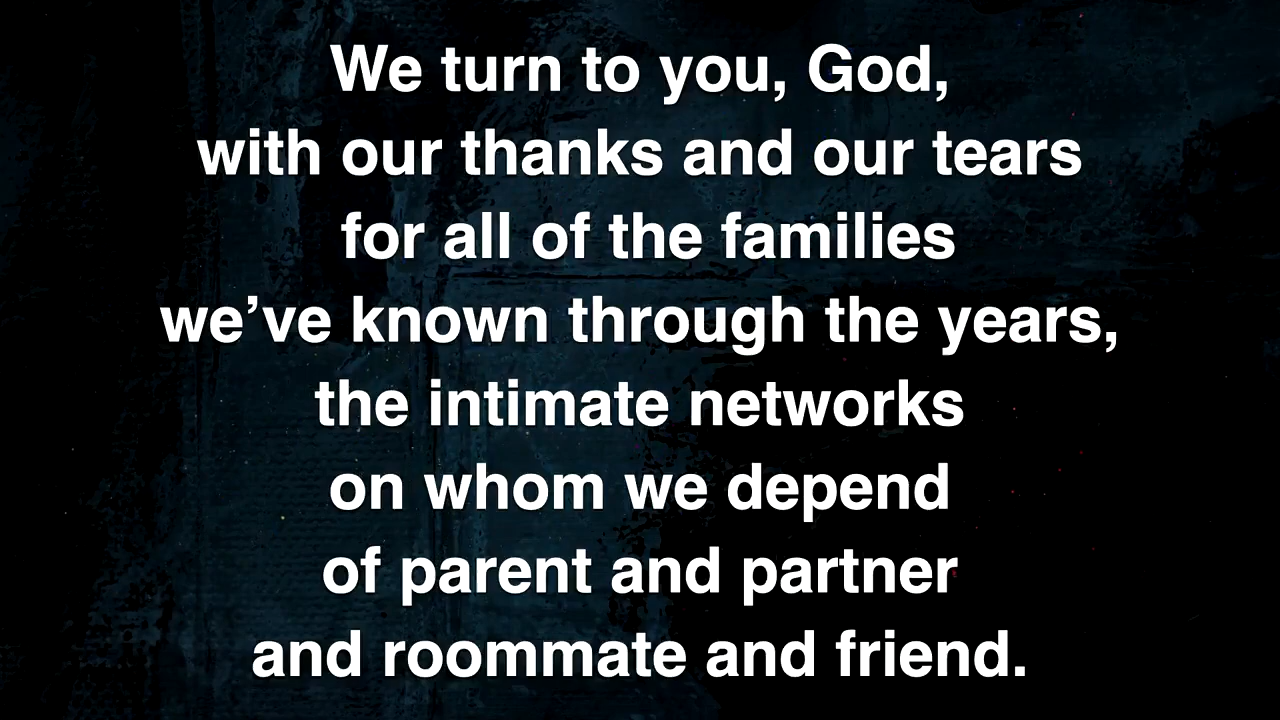 We turn to you, God,
with our thanks and our tears
for all of the families
we’ve known through the years,
the intimate networks
on whom we depend
of parent and partner
and roommate and friend.